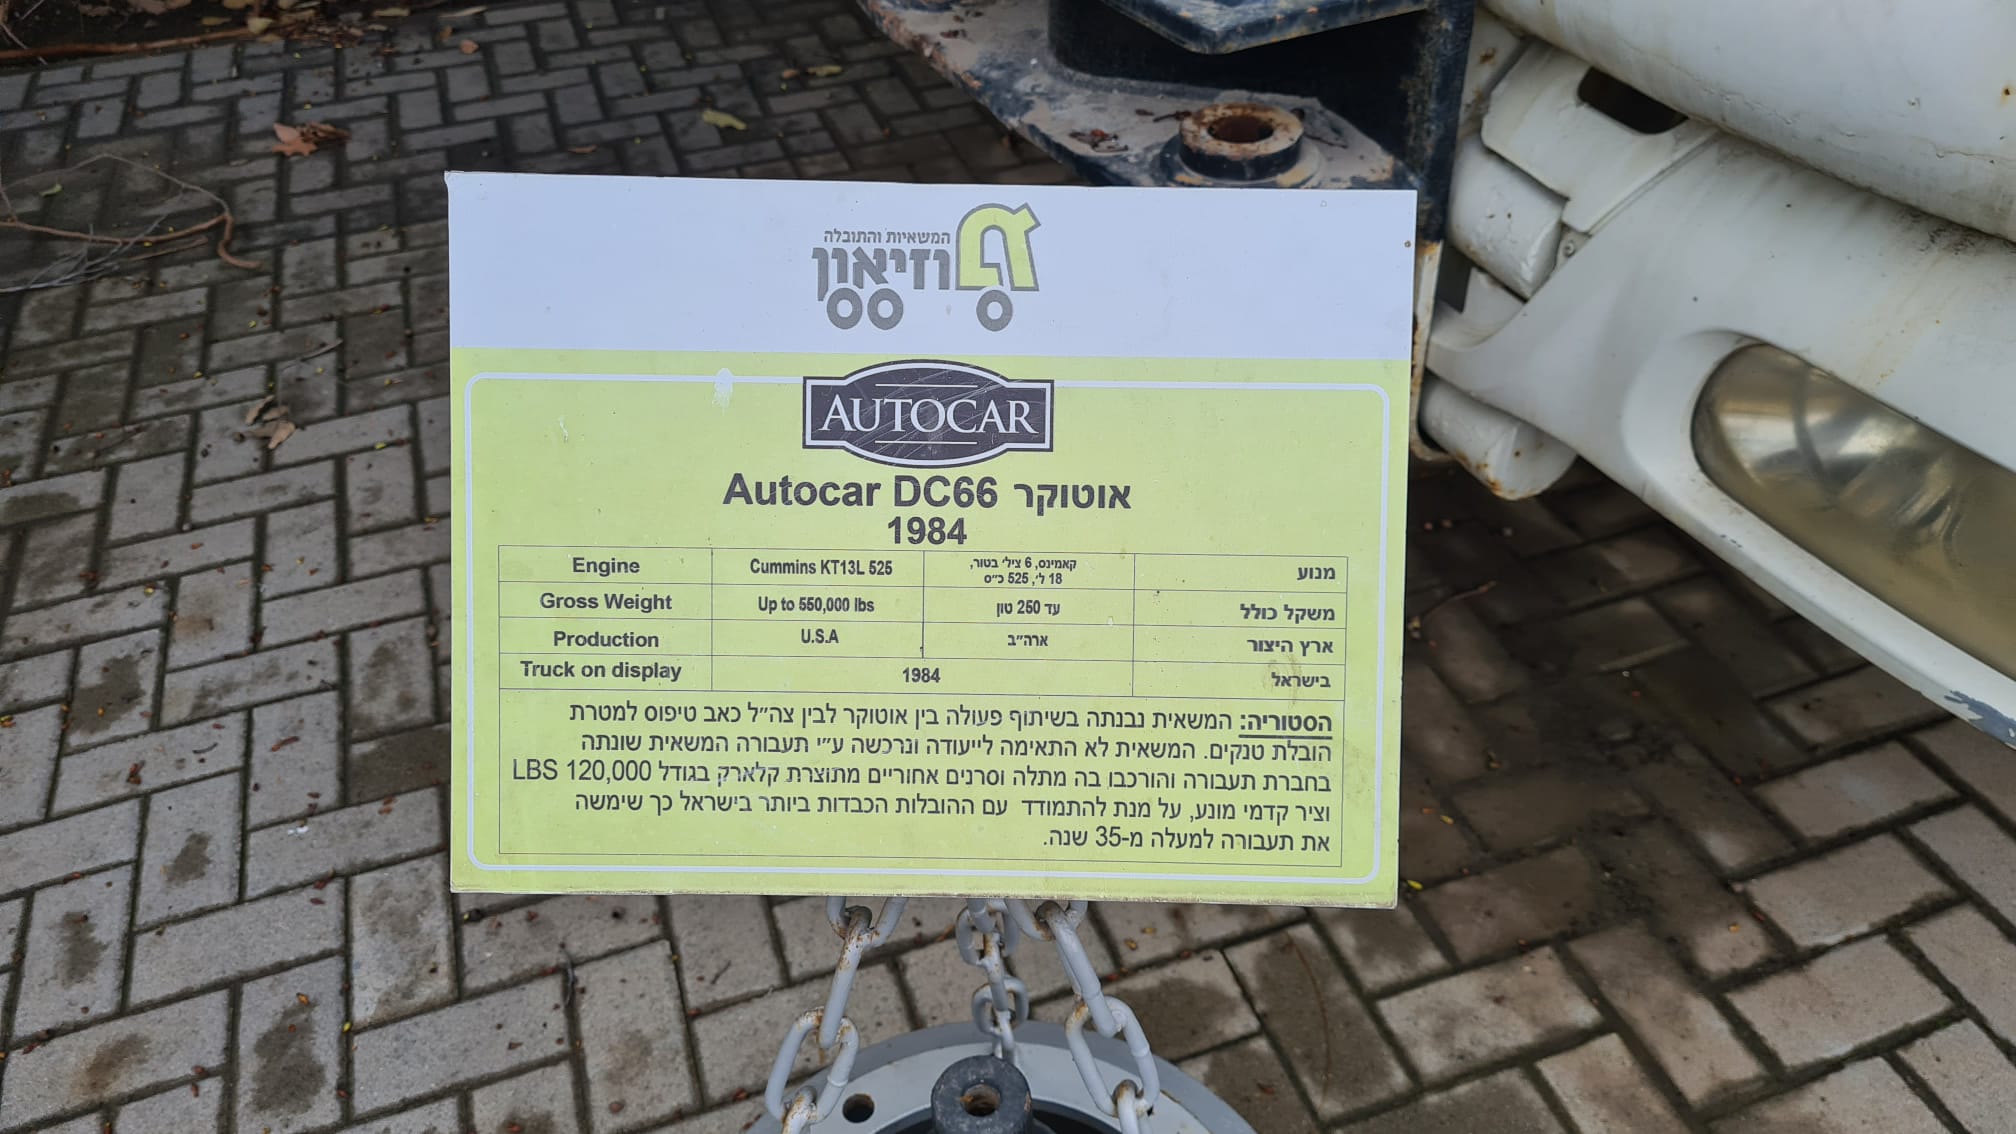 המשאיות והתובלה
מוזיאון
AUTOCAR
אוטוקר Autocar DC66
1984
Engine Cummins KT13L 525 קאמינס, 6 ציל׳ בטור, מנוע
18 ל׳, 525 כ״ס
Gross Weight Up to 550,000 lbs עד 250 טון משקל כולל
Production U.S.A ארה״ב ארץ היצור
Truck on display 1984 בישראל
הסטוריה: המשאית נבנתה בשיתוף פעולה בין אוטוקר לבין צה״ל כאב טיפוס למטרת
הובלת טנקים. המשאית לא התאימה לייעודה ונרכשה ע״י תעבורה המשאית שונתה
בחברת תעבורה והורכבו בה מתלה וסרנים אחוריים מתוצרת קלארק בגודל 120,000 LBS
וציר קדמי מונע, על מנת להתמודד עם ההובלות הכבדות ביותר בישראל כך שימשה
את תעבורה למעלה מ-35 שנה.